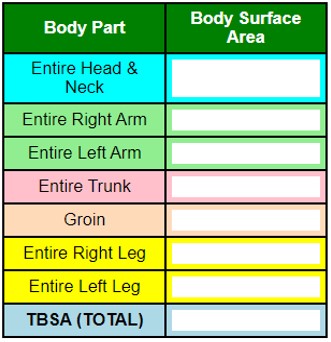 Body Part
Body Surface
Area
Entire Head &
Neck
Entire Right Arm
Entire Left Arm
Entire Trunk
Groin
Entire Right Leg
Entire Left Leg
TBSA (TOTAL)